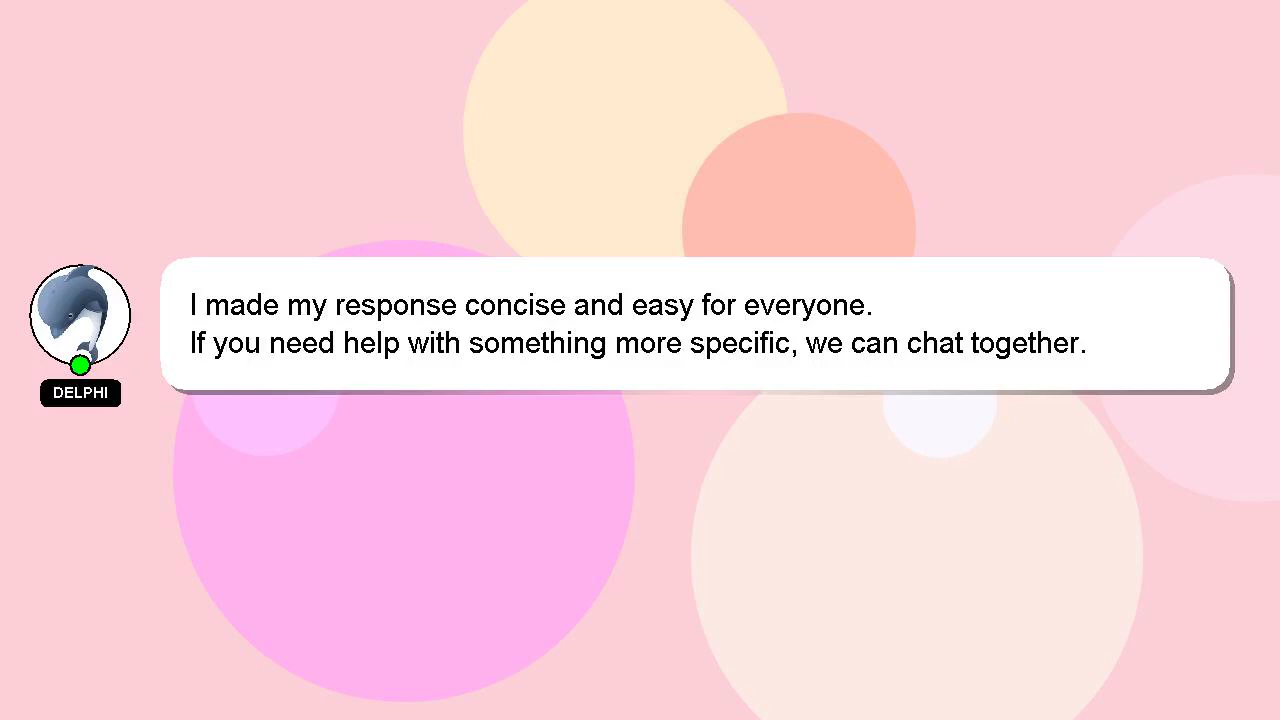 I made my response concise and easy for everyone.
If you need help with something more specific, we can chat together.
DELPHI